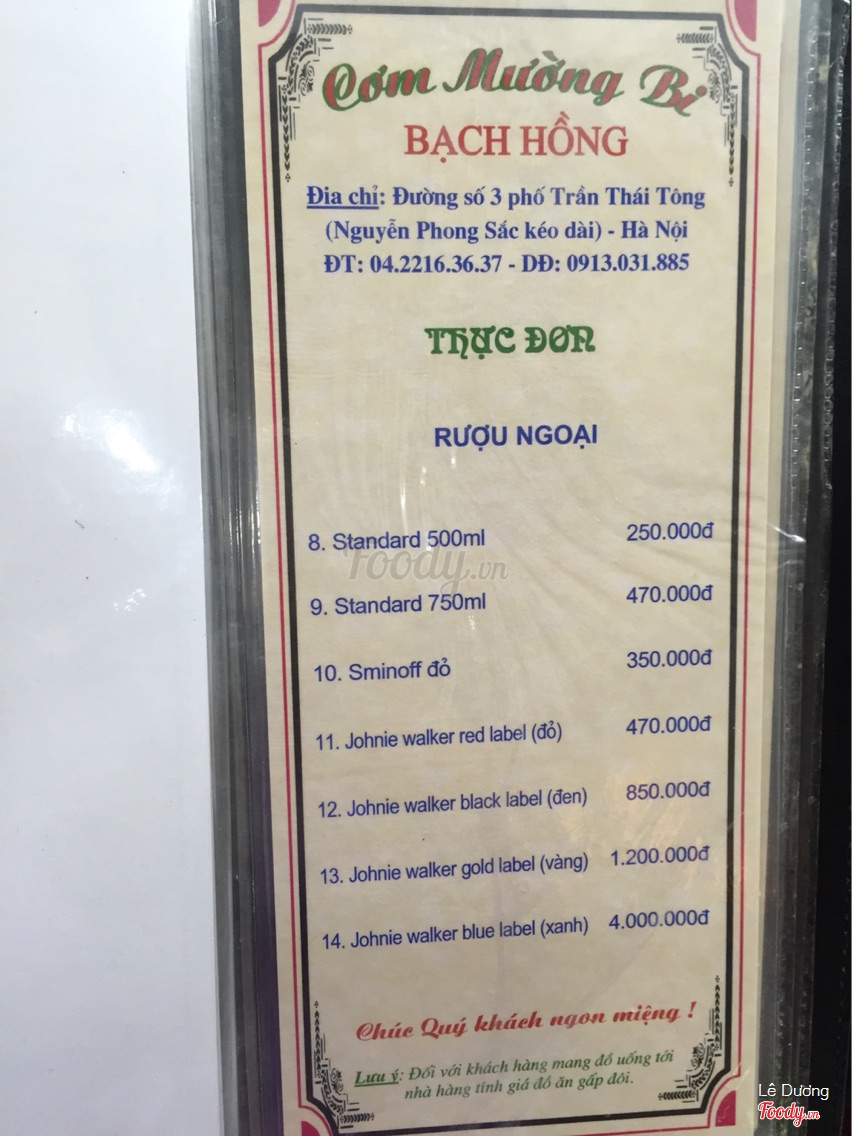 Cơm Mường Bi
BẠCH HỒNG
Đia chỉ: Đường số 3 phố Trần Thái Tông
(Nguyễn Phong Sắc kéo dài) - Hà Nội
ĐT: 04.2216.36.37 - DĐ: 0913.031.885
THỰC ĐƠN
RƯỢU NGOẠI
8. Standard 500ml 250.000đ
Foody.vn
9. Standard 750ml 470.000đ
10. Sminoff đỏ 350.000đ
11. Johnie walker red label (đỏ) 470.000đ
12. Johnie walker black label (đen) 850.000đ
13. Johnie walker gold label (vàng) 1.200.000đ
14. Johnie walker blue label (xanh) 4.000.000đ
Chúc Quý khách ngon miệng !
Lưu ý: Đối với khách hàng mang đồ uống tới
nhà hàng tính giá đồ ăn gấp đôi.
Lê Dương
Foody.vn